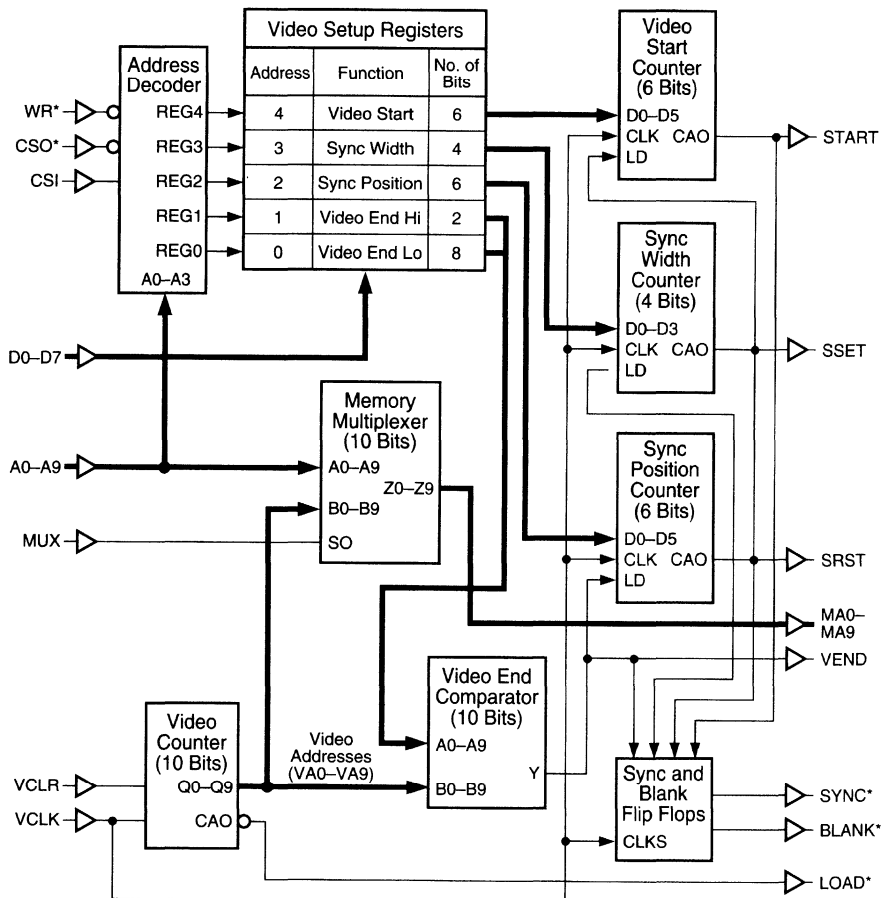 Address
Decoder
WR*
CSO*
CSI
REG4
REG3
REG2
REG1
REG0
A0–A3
Video Setup Registers
Address Function No. of
Bits
4 Video Start 6
3 Sync Width 4
2 Sync Position 6
1 Video End Hi 2
0 Video End Lo 8
Video
Start
Counter
(6 Bits)
D0–D5
CLK CAO
LD
START
Sync
Width
Counter
(4 Bits)
D0–D3
CLK CAO
LD
SSET
D0–D7
A0–A9
MUX
Memory
Multiplexer
(10 Bits)
A0–A9
Z0–Z9
B0–B9
SO
Sync
Position
Counter
(6 Bits)
D0–D5
CLK CAO
LD
SRST
MA0–
MA9
VEND
Video
Counter
(10 Bits)
Q0–Q9
CAO
VCLR
VCLK
Video
Addresses
(VA0–VA9)
Video End
Comparator
(10 Bits)
A0–A9
Y
B0–B9
Sync and
Blank
Flip Flops
CLKS
SYNC*
BLANK*
LOAD*